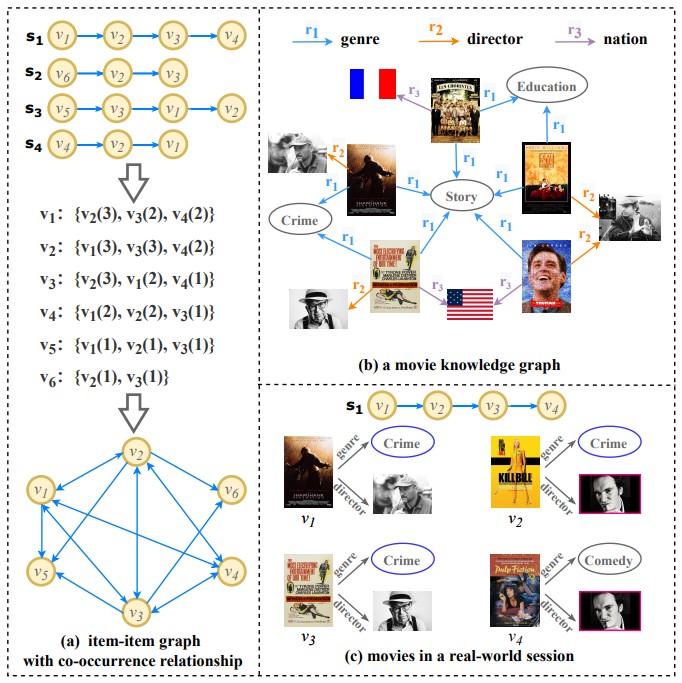 s1 v1 v2 v3 v4
s2 v6 v2 v3
s3 v5 v3 v1 v2
s4 v4 v2 v1
v1: {v2(3), v3(2), v4(2)}
v2: {v1(3), v3(3), v4(2)}
v3: {v2(3), v1(2), v4(1)}
v4: {v1(2), v2(2), v3(1)}
v5: {v1(1), v2(1), v3(1)}
v6: {v2(1), v3(1)}
v2
v1
v6
v5
v4
v3
(a) item-item graph
with co-occurrence relationship
r1 genre r2 director r3 nation
r3
r1
Education
LES CHORISTES
r1
r1
r2
r1
r1
r1
Story
Crime
r1
r1
r1
r2
r2
r2
r3
r3
TRUMAN
(b) a movie knowledge graph
s1 v1 v2 v3 v4
genre
Crime
director
v1
genre
Crime
KILL BILL
director
v2
genre
Crime
director
v3
genre
Comedy
Pulp Fiction
director
v4
(c) movies in a real-world session